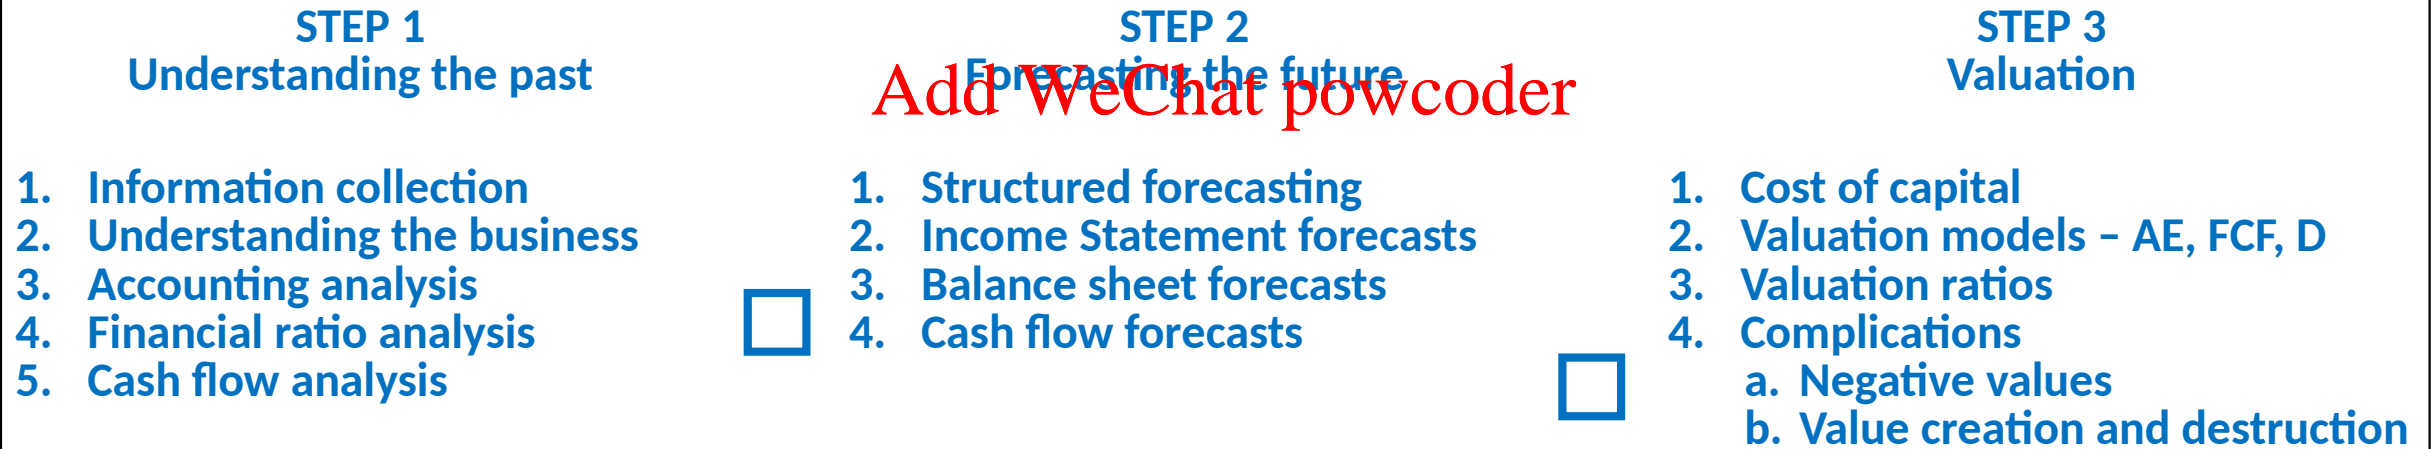 STEP 1
Understanding the past
1. Information collection
2. Understanding the business
3. Accounting analysis
4. Financial ratio analysis
5. Cash flow analysis
STEP 2
Forecasting the future
Add WeChat powcoder
1. Structured forecasting
2. Income Statement forecasts
3. Balance sheet forecasts
4. Cash flow forecasts
STEP 3
Valuation
1. Cost of capital
2. Valuation models – AE, FCF, D
3. Valuation ratios
4. Complications
a. Negative values
b. Value creation and destruction